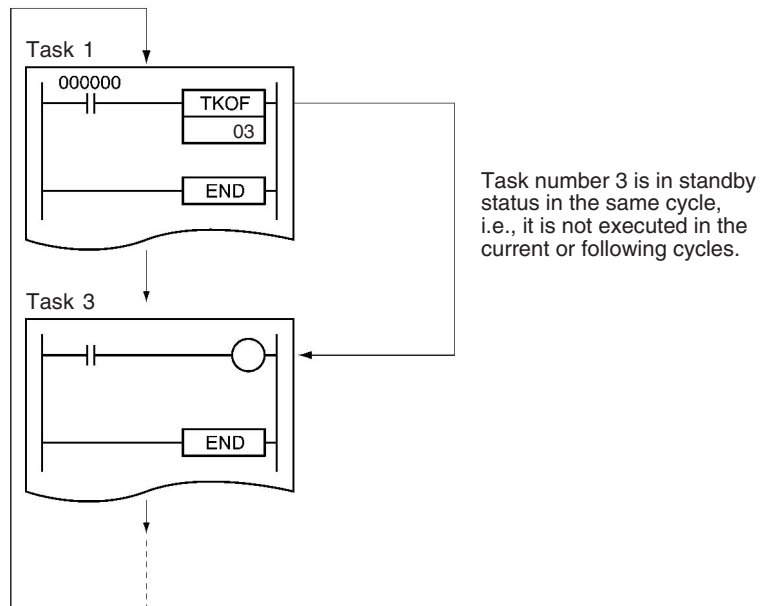 Task 1
000000
TKOF
03
END
Task number 3 is in standby
status in the same cycle,
i.e., it is not executed in the
current or following cycles.
Task 3
END